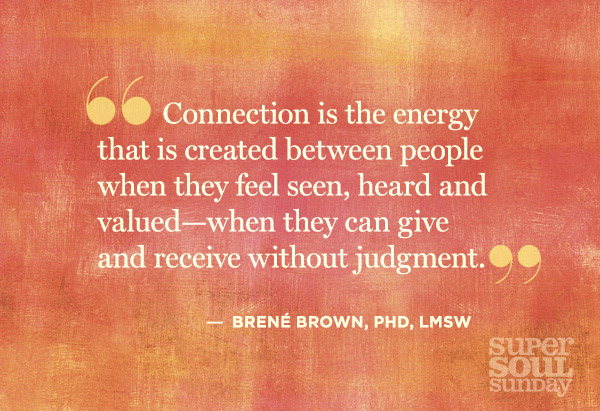 “Connection is the energy
that is created between people
when they feel seen, heard and
valued—when they can give
and receive without judgment.”
— BRENÉ BROWN, PHD, LMSW
SUPER
SOUL
SUNDAY